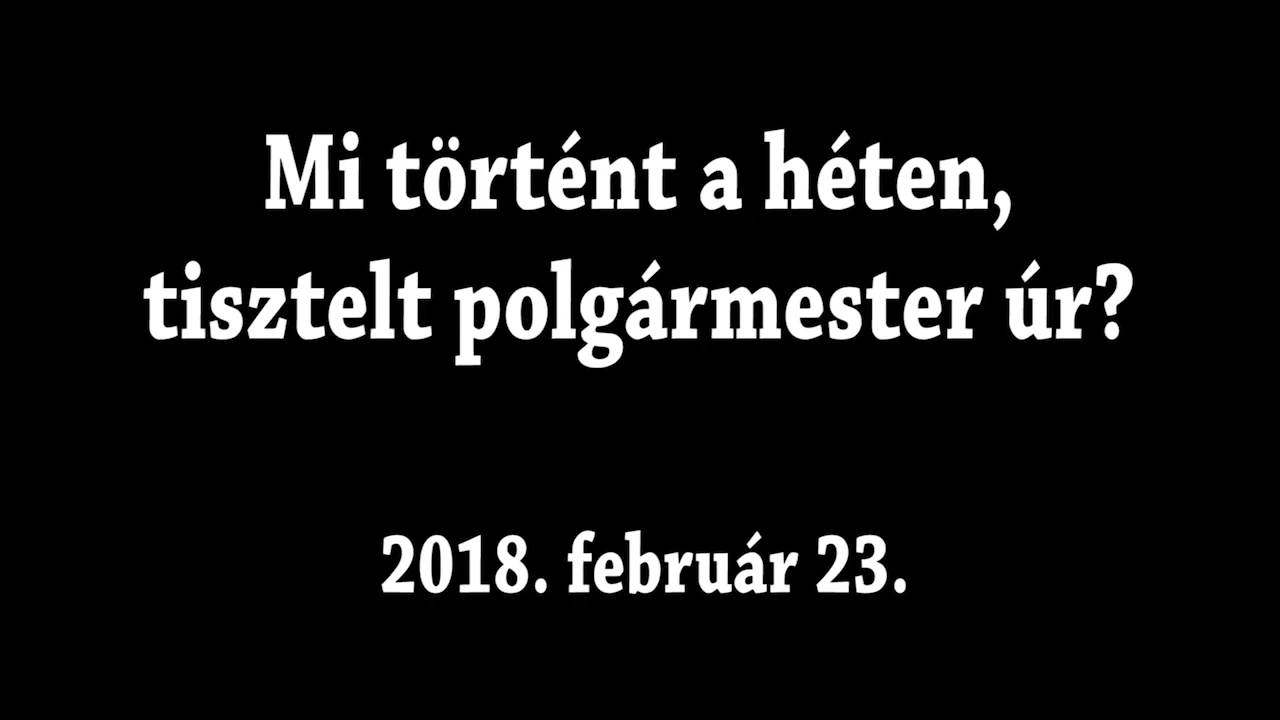 Mi történt a héten,
tisztelt polgármester úr?
2018. február 23.